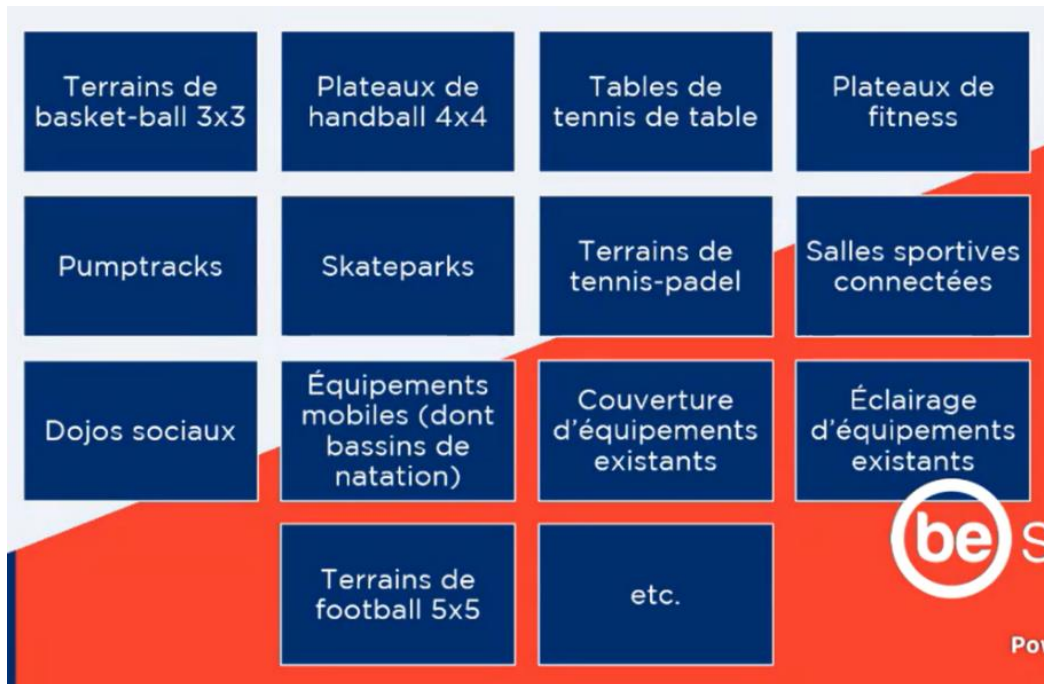 Terrains de
basket-ball 3x3
Plateaux de
handball 4x4
Tables de
tennis de table
Plateaux de
fitness
Pumptracks
Skateparks
Terrains de
tennis-padel
Salles sportives
connectées
Dojos sociaux
Équipements
mobiles (dont
bassins de
natation)
Couverture
d’équipements
existants
Éclairage
d’équipements
existants
Terrains de
football 5x5
etc.
be